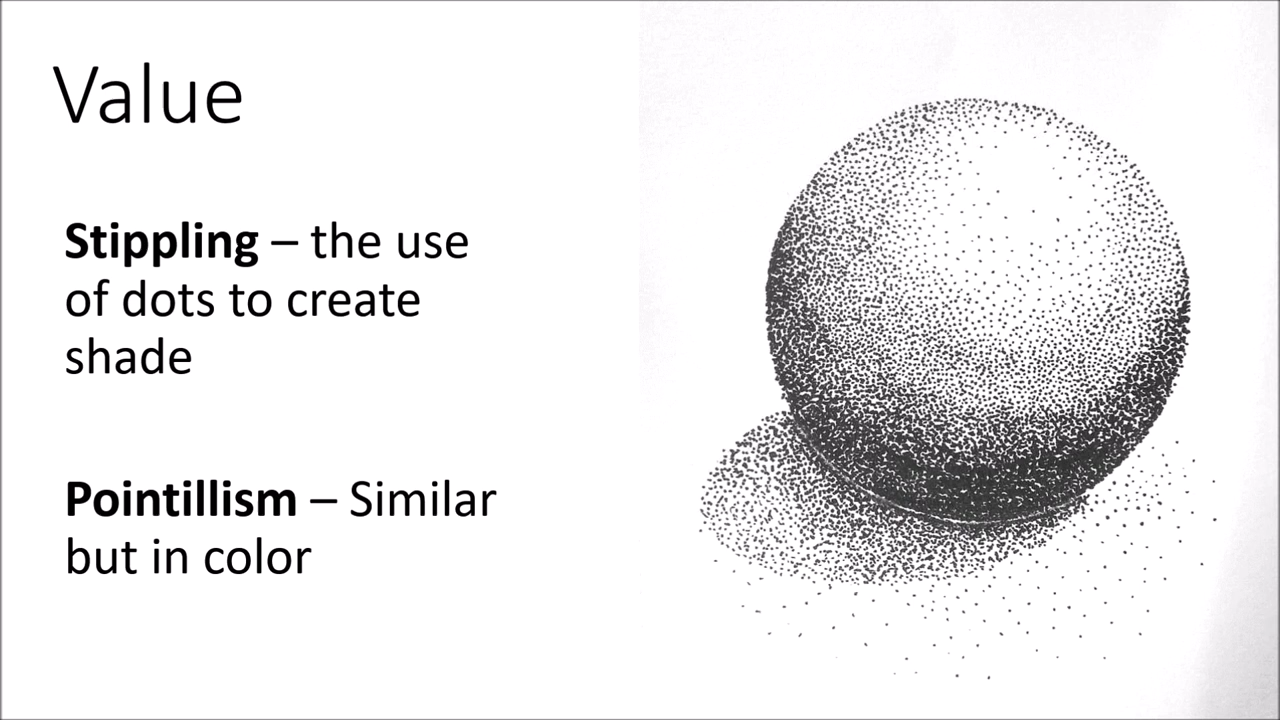 Value
Stippling – the use
of dots to create
shade
Pointillism – Similar
but in color